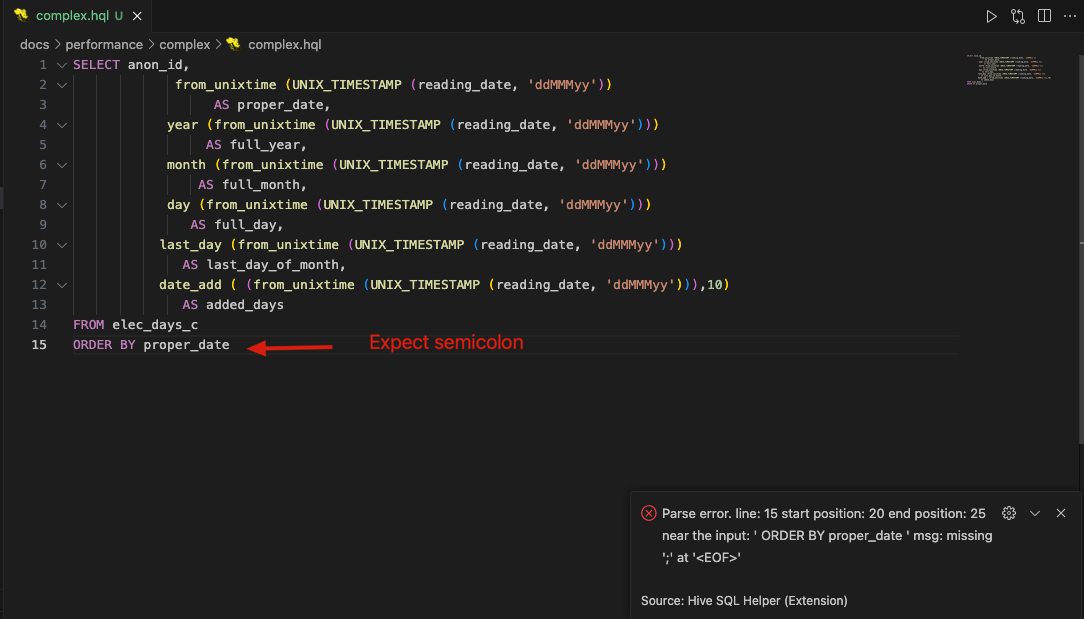 complex.hql U
docs > performance > complex > complex.hql
1 SELECT anon_id,
2 from_unixtime (UNIX_TIMESTAMP (reading_date, 'ddMMMyy'))
3 AS proper_date,
4 year (from_unixtime (UNIX_TIMESTAMP (reading_date, 'ddMMMyy')))
5 AS full_year,
6 month (from_unixtime (UNIX_TIMESTAMP (reading_date, 'ddMMMyy')))
7 AS full_month,
8 day (from_unixtime (UNIX_TIMESTAMP (reading_date, 'ddMMMyy')))
9 AS full_day,
10 last_day (from_unixtime (UNIX_TIMESTAMP (reading_date, 'ddMMMyy')))
11 AS last_day_of_month,
12 date_add ( (from_unixtime (UNIX_TIMESTAMP (reading_date, 'ddMMMyy'))),10)
13 AS added_days
14 FROM elec_days_c
15 ORDER BY proper_date
Expect semicolon
Parse error. line: 15 start position: 20 end position: 25
near the input: ' ORDER BY proper_date ' msg: missing
';' at '<EOF>'
Source: Hive SQL Helper (Extension)